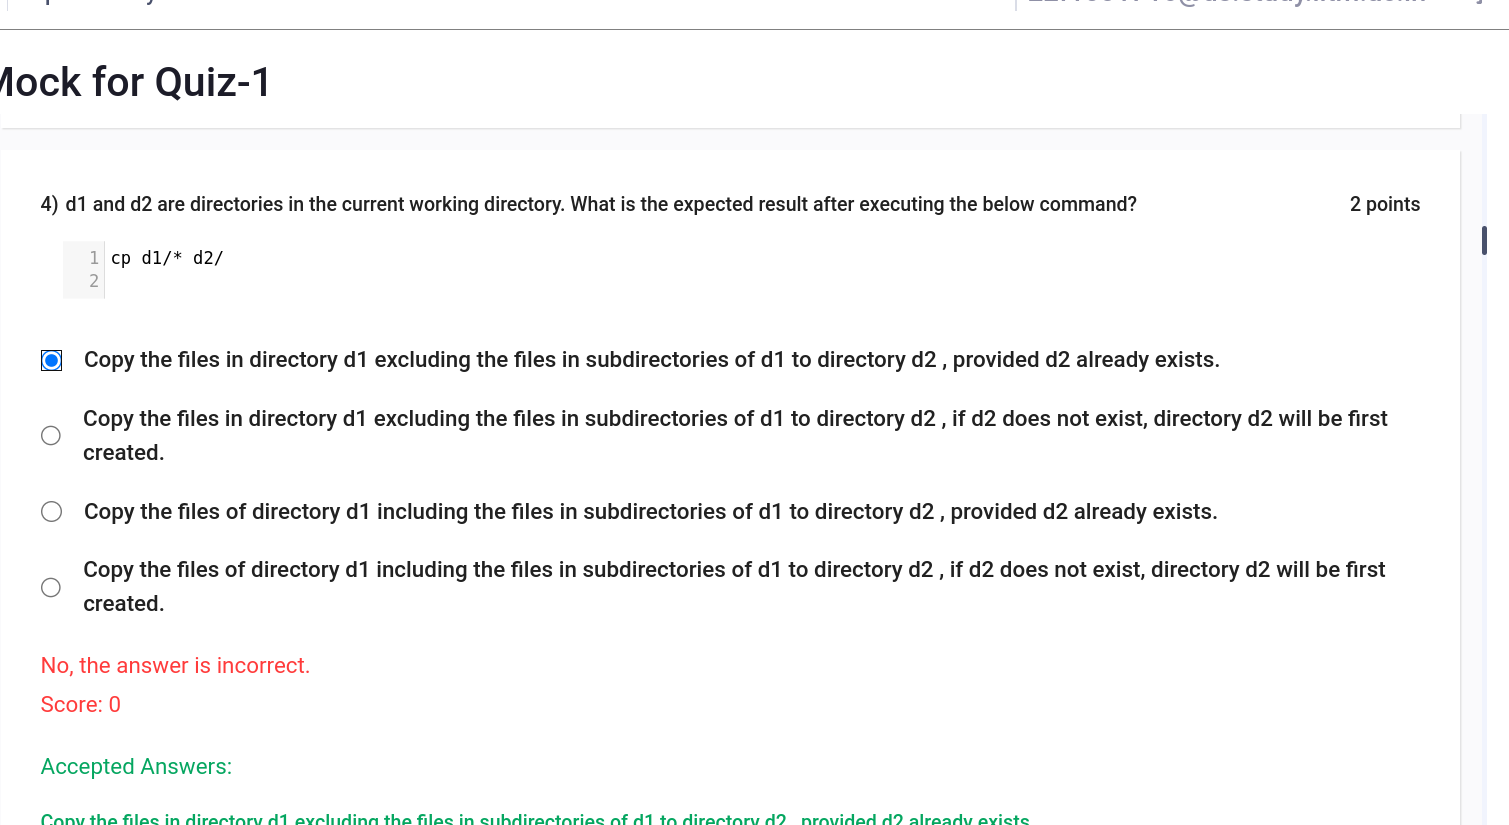 Mock for Quiz-1
4) d1 and d2 are directories in the current working directory. What is the expected result after executing the below command? 2 points
1 cp d1/* d2/
2
Copy the files in directory d1 excluding the files in subdirectories of d1 to directory d2 , provided d2 already exists.
Copy the files in directory d1 excluding the files in subdirectories of d1 to directory d2 , if d2 does not exist, directory d2 will be first
created.
Copy the files of directory d1 including the files in subdirectories of d1 to directory d2 , provided d2 already exists.
Copy the files of directory d1 including the files in subdirectories of d1 to directory d2 , if d2 does not exist, directory d2 will be first
created.
No, the answer is incorrect.
Score: 0
Accepted Answers:
Copy the files in directory d1 excluding the files in subdirectories of d1 to directory d2 , provided d2 already exists.